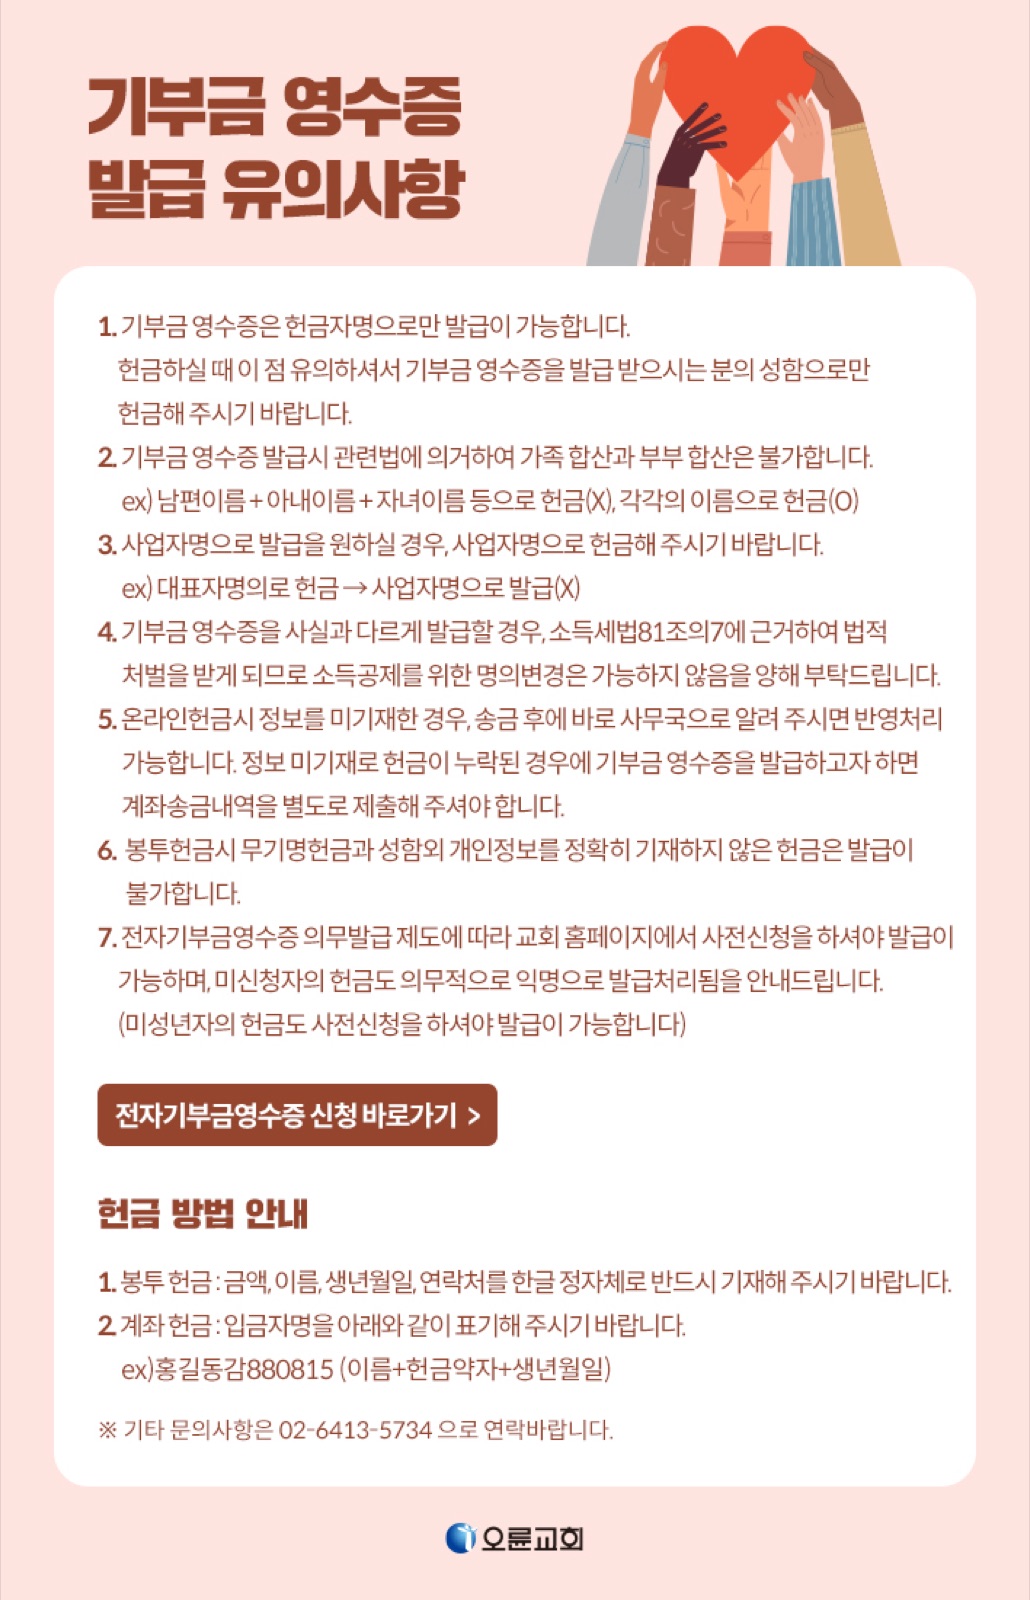 기부금 영수증
발급 유의사항
1. 기부금 영수증은 헌금자명으로만 발급이 가능합니다.
헌금하실 때 이 점 유의하셔서 기부금 영수증을 발급 받으시는 분의 성함으로만
헌금해 주시기 바랍니다.
2. 기부금 영수증 발급시 관련법에 의거하여 가족 합산과 부부 합산은 불가합니다.
ex) 남편이름 + 아내이름 + 자녀이름 등으로 헌금(X), 각각의 이름으로 헌금(O)
3. 사업자명으로 발급을 원하실 경우, 사업자명으로 헌금해 주시기 바랍니다.
ex) 대표자명의로 헌금 → 사업자명으로 발급(X)
4. 기부금 영수증을 사실과 다르게 발급할 경우, 소득세법81조의7에 근거하여 법적
처벌을 받게 되므로 소득공제를 위한 명의변경은 가능하지 않음을 양해 부탁드립니다.
5. 온라인헌금시 정보를 미기재한 경우, 송금 후에 바로 사무국으로 알려 주시면 반영처리
가능합니다. 정보 미기재로 헌금이 누락된 경우에 기부금 영수증을 발급하고자 하면
계좌송금내역을 별도로 제출해 주셔야 합니다.
6. 봉투헌금시 무기명헌금과 성함외 개인정보를 정확히 기재하지 않은 헌금은 발급이
불가합니다.
7. 전자기부금영수증 의무발급 제도에 따라 교회 홈페이지에서 사전신청을 하셔야 발급이
가능하며, 미신청자의 헌금도 의무적으로 익명으로 발급처리됨을 안내드립니다.
(미성년자의 헌금도 사전신청을 하셔야 발급이 가능합니다)
전자기부금영수증 신청 바로가기 >
헌금 방법 안내
1. 봉투 헌금 : 금액, 이름, 생년월일, 연락처를 한글 정자체로 반드시 기재해 주시기 바랍니다.
2. 계좌 헌금 : 입금자명을 아래와 같이 표기해 주시기 바랍니다.
ex)홍길동감880815 (이름+헌금약자+생년월일)
※ 기타 문의사항은 02-6413-5734 으로 연락바랍니다.
오륜교회